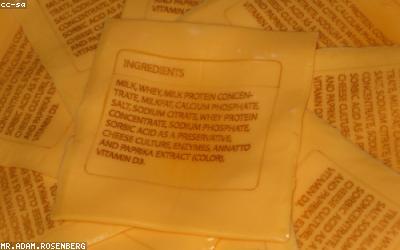 cc-sa
INGREDIENTS
MILK, WHEY, MILK PROTEIN CONCEN-
TRATE, MILKFAT, CALCIUM PHOSPHATE,
SALT, SODIUM CITRATE, WHEY PROTEIN
CONCENTRATE, SODIUM PHOSPHATE,
SORBIC ACID AS A PRESERVATIVE,
CHEESE CULTURE, ENZYMES, ANNATTO
AND PAPRIKA EXTRACT (COLOR),
VITAMIN D3.
MR.ADAM.ROSENBERG